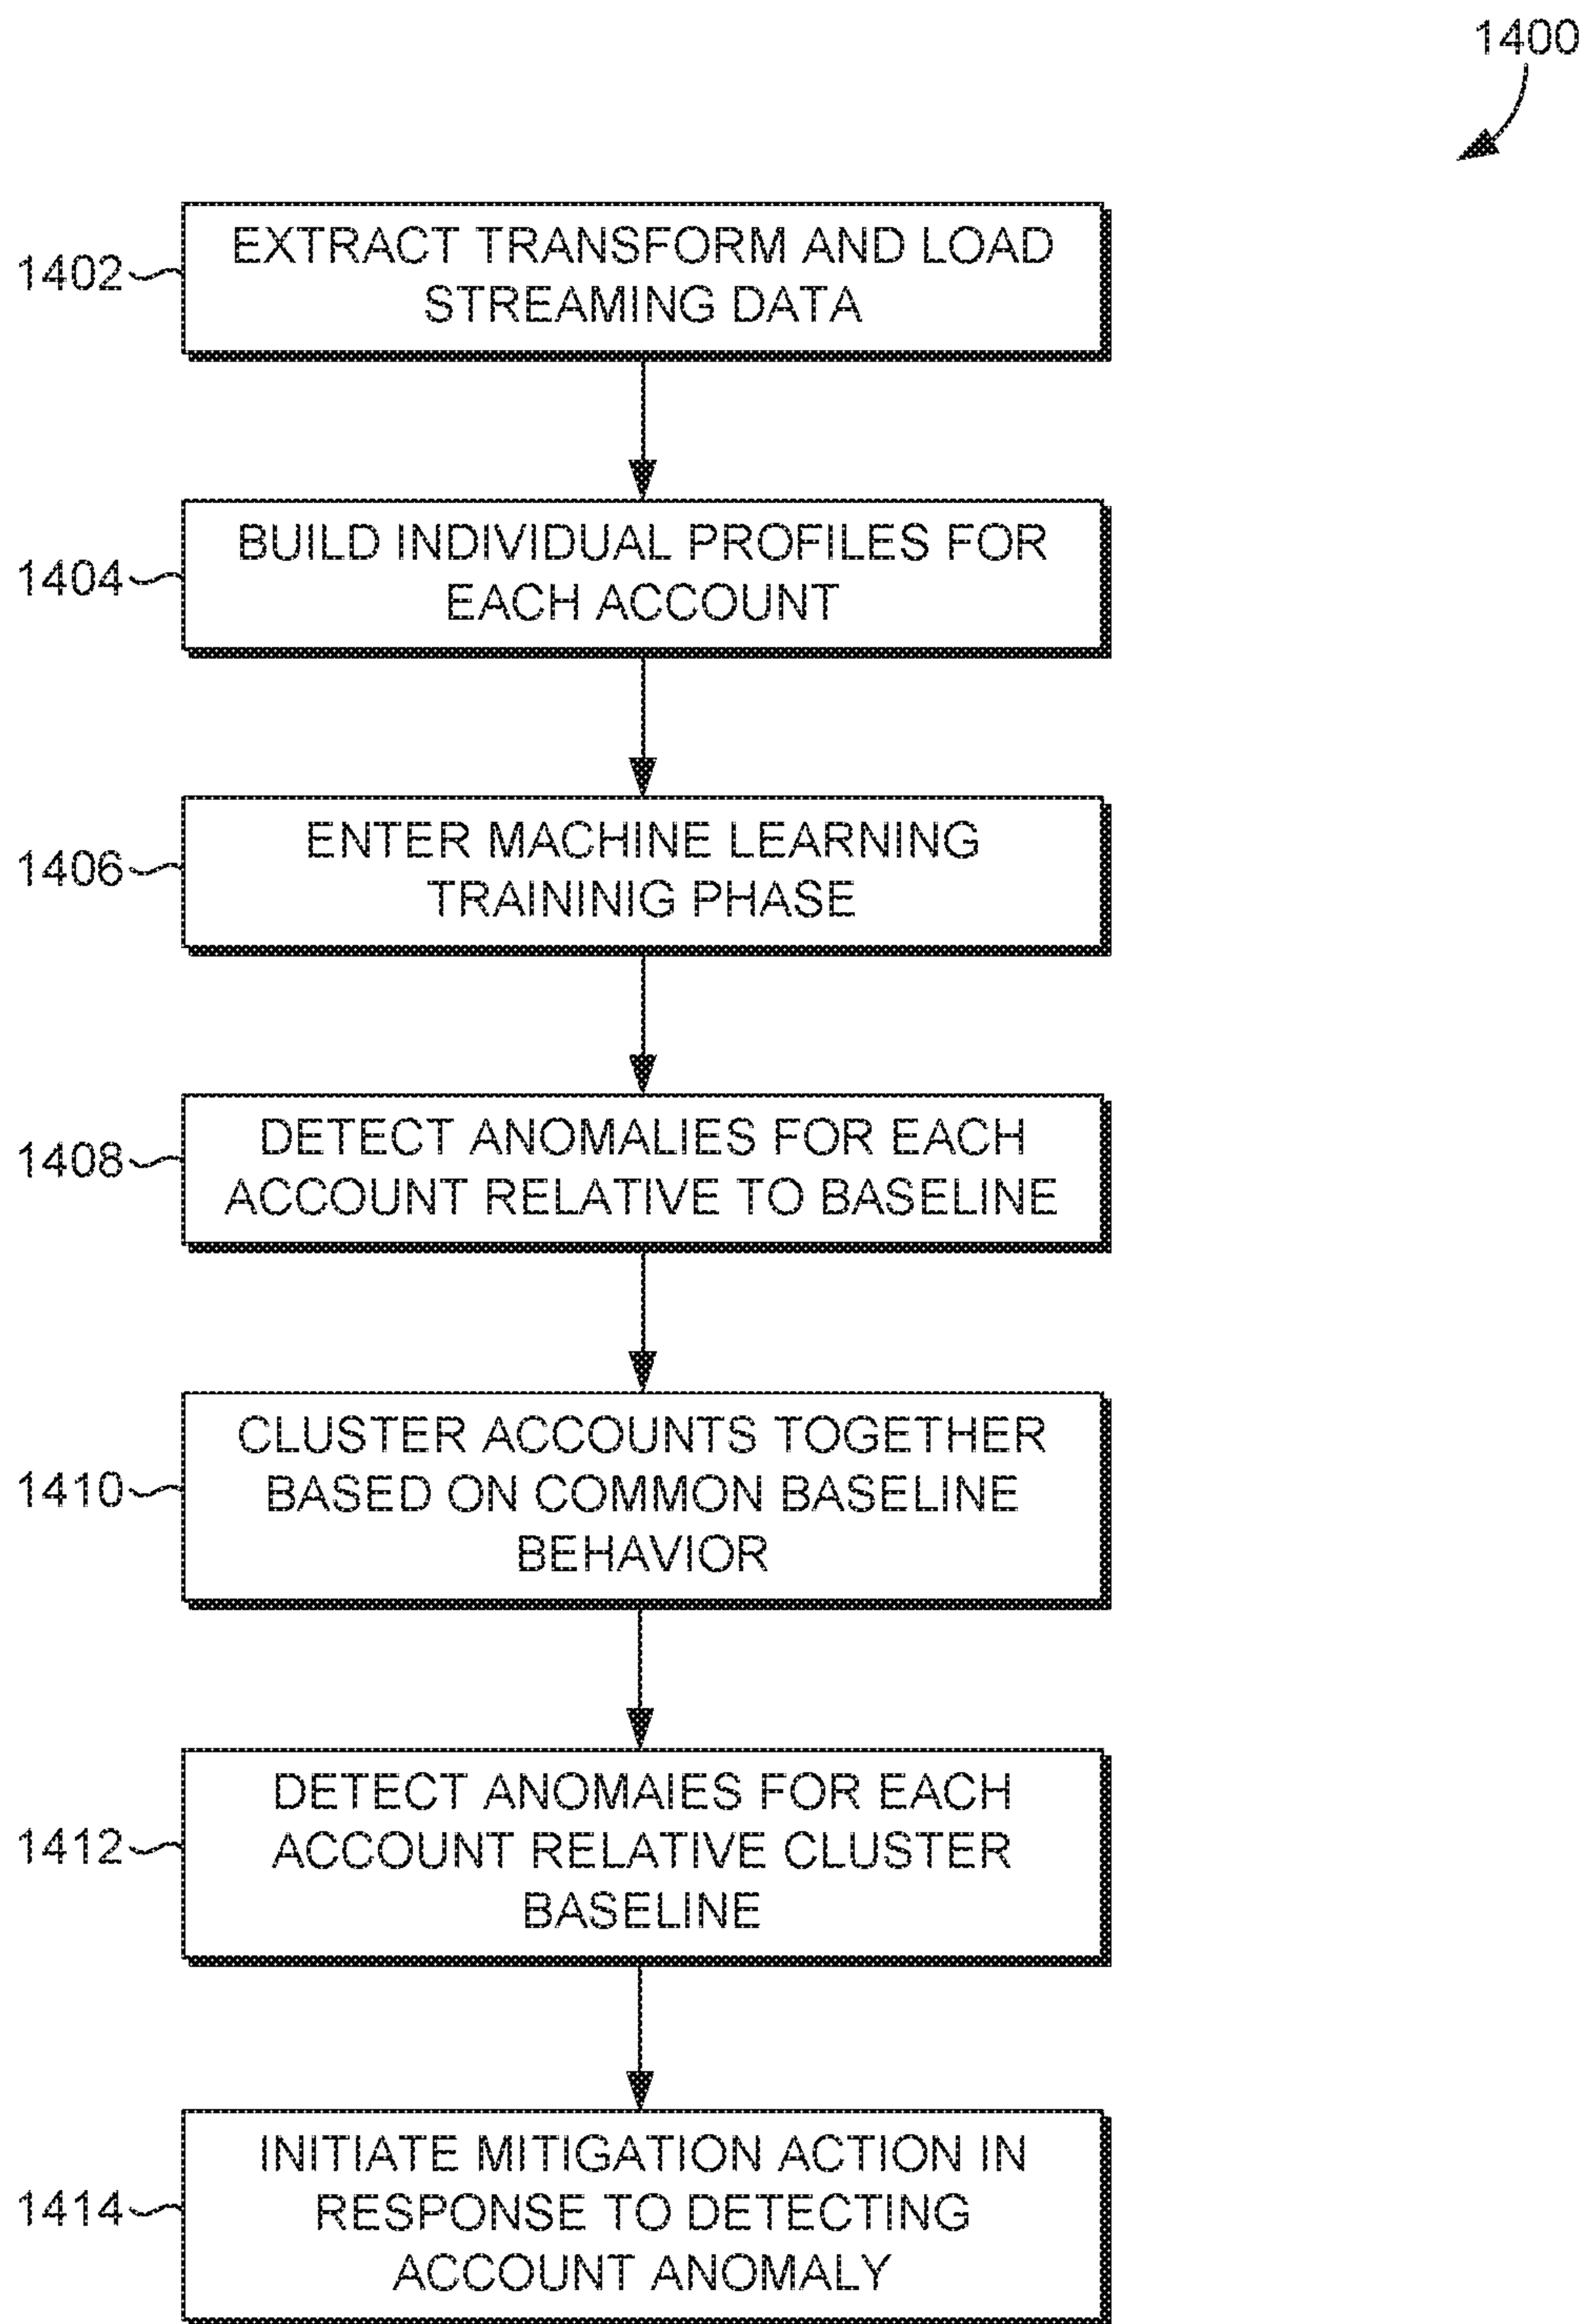 1400
1402
EXTRACT TRANSFORM AND LOAD
STREAMING DATA
1404
BUILD INDIVIDUAL PROFILES FOR
EACH ACCOUNT
1406
ENTER MACHINE LEARNING
TRAININIG PHASE
1408
DETECT ANOMALIES FOR EACH
ACCOUNT RELATIVE TO BASELINE
1410
CLUSTER ACCOUNTS TOGETHER
BASED ON COMMON BASELINE
BEHAVIOR
1412
DETECT ANOMAIES FOR EACH
ACCOUNT RELATIVE CLUSTER
BASELINE
1414
INITIATE MITIGATION ACTION IN
RESPONSE TO DETECTING
ACCOUNT ANOMALY